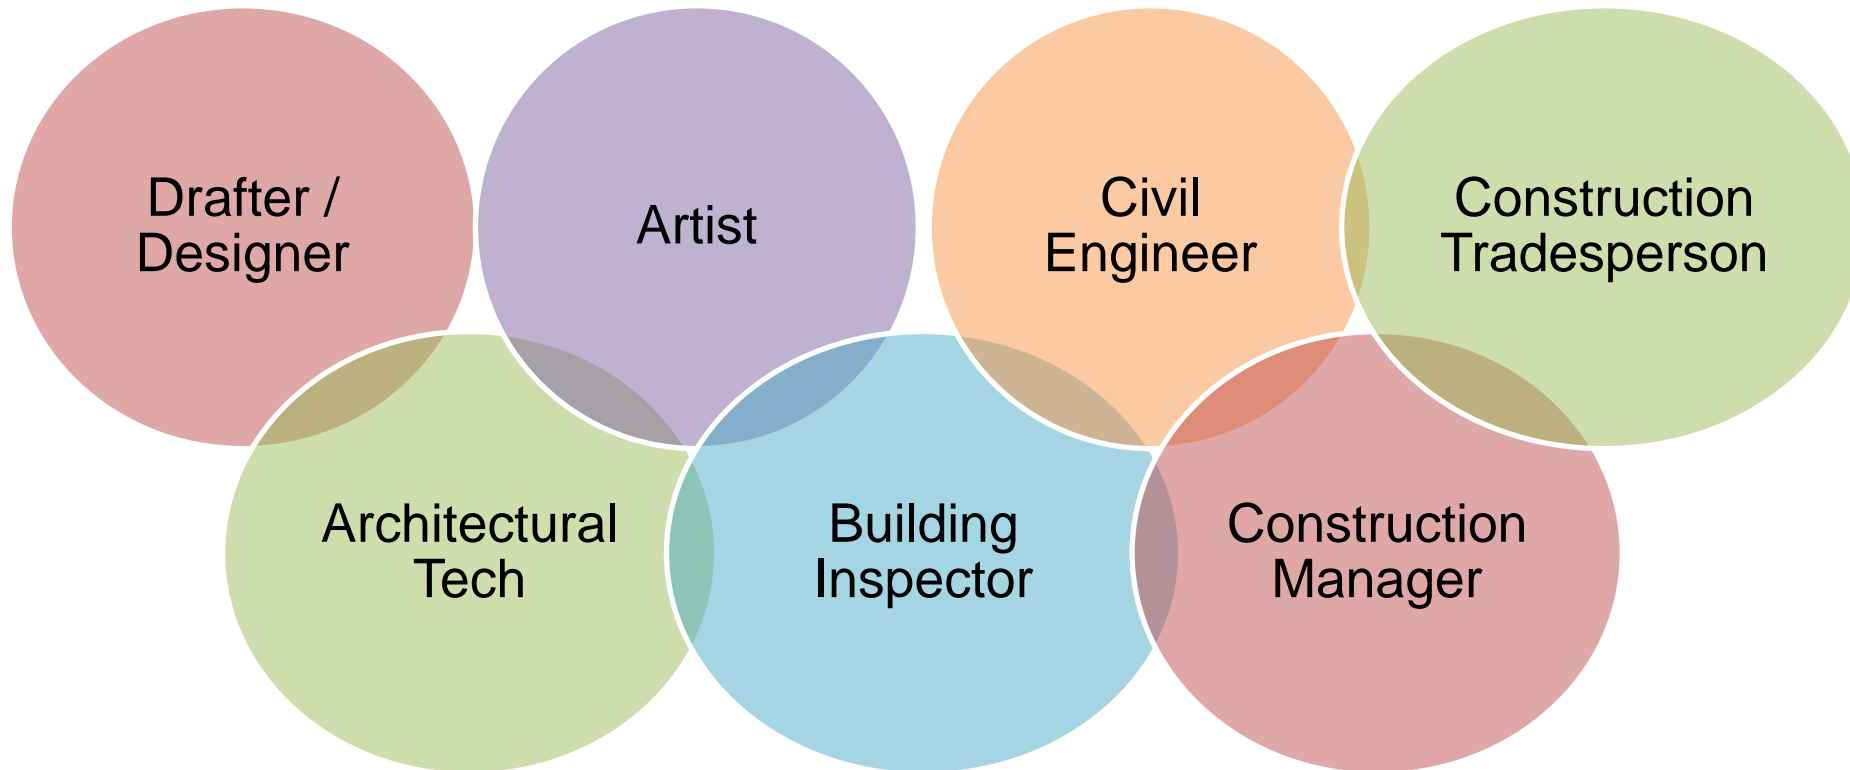 Drafter /
Designer
Artist
Civil
Engineer
Construction
Tradesperson
Architectural
Tech
Building
Inspector
Construction
Manager